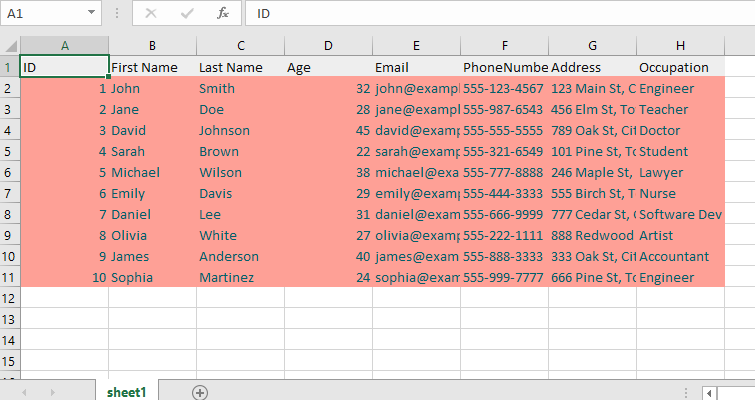 A1 fx ID
A B C D E F G H
1 ID First Name Last Name Age Email PhoneNumbe Address Occupation
2 1 John Smith 32 john@exampl 555-123-4567 123 Main St, C Engineer
3 2 Jane Doe 28 jane@exampl 555-987-6543 456 Elm St, To Teacher
4 3 David Johnson 45 david@examp 555-555-5555 789 Oak St, Cit Doctor
5 4 Sarah Brown 22 sarah@examp 555-321-6549 101 Pine St, To Student
6 5 Michael Wilson 38 michael@exa 555-777-8888 246 Maple St, Lawyer
7 6 Emily Davis 29 emily@examp 555-444-3333 555 Birch St, T Nurse
8 7 Daniel Lee 31 daniel@exam 555-666-9999 777 Cedar St, Software Dev
9 8 Olivia White 27 olivia@exam 555-222-1111 888 Redwood Artist
10 9 James Anderson 40 james@exam 555-888-3333 333 Oak St, Cit Accountant
11 10 Sophia Martinez 24 sophia@exam 555-999-7777 666 Pine St, To Engineer
12
13
14
15
sheet1